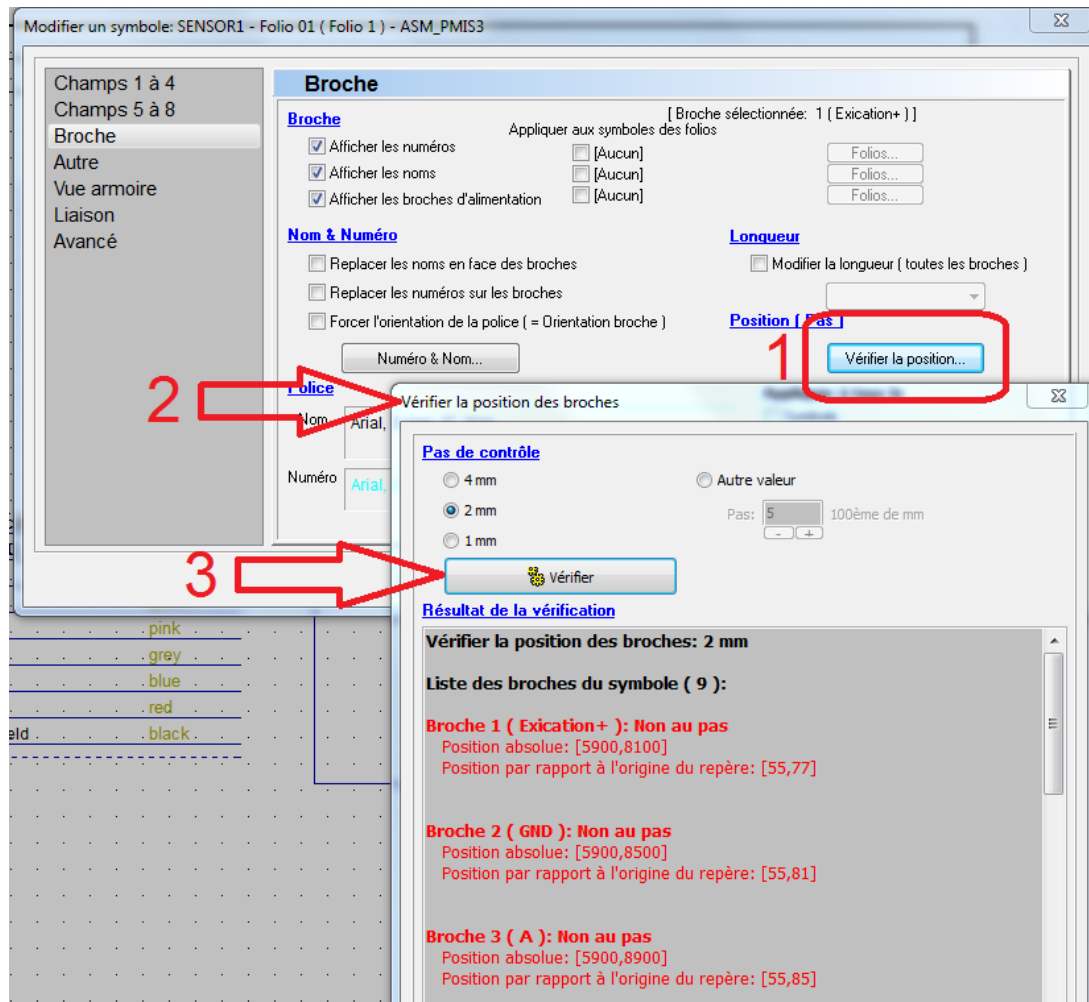 Modifier un symbole: SENSOR1 - Folio 01 ( Folio 1 ) - ASM_PMIS3
Champs 1 à 4
Champs 5 à 8
Broche
Autre
Vue armoire
Liaison
Avancé
Broche
Broche
[ Broche sélectionnée: 1 ( Exication+ ) ]
Appliquer aux symboles des folios
Afficher les numéros [Aucun] Folios...
Afficher les noms [Aucun] Folios...
Afficher les broches d'alimentation [Aucun] Folios...
Nom & Numéro
Replacer les noms en face des broches
Replacer les numéros sur les broches
Forcer l'orientation de la police ( = Orientation broche )
Numéro & Nom...
Longueur
Modifier la longueur ( toutes les broches )
Position ( Pas )
1
Vérifier la position...
2
Police
Nom Arial,
Numéro Arial,
Vérifier la position des broches
Pas de contrôle
4 mm
2 mm
1 mm
Autre valeur
Pas: 5 100ème de mm
- +
3
Vérifier
Résultat de la vérification
Vérifier la position des broches: 2 mm
Liste des broches du symbole ( 9 ):
Broche 1 ( Exication+ ): Non au pas
Position absolue: [5900,8100]
Position par rapport à l'origine du repère: [55,77]
Broche 2 ( GND ): Non au pas
Position absolue: [5900,8500]
Position par rapport à l'origine du repère: [55,81]
Broche 3 ( A ): Non au pas
Position absolue: [5900,8900]
Position par rapport à l'origine du repère: [55,85]
pink
grey
blue
red
eld black